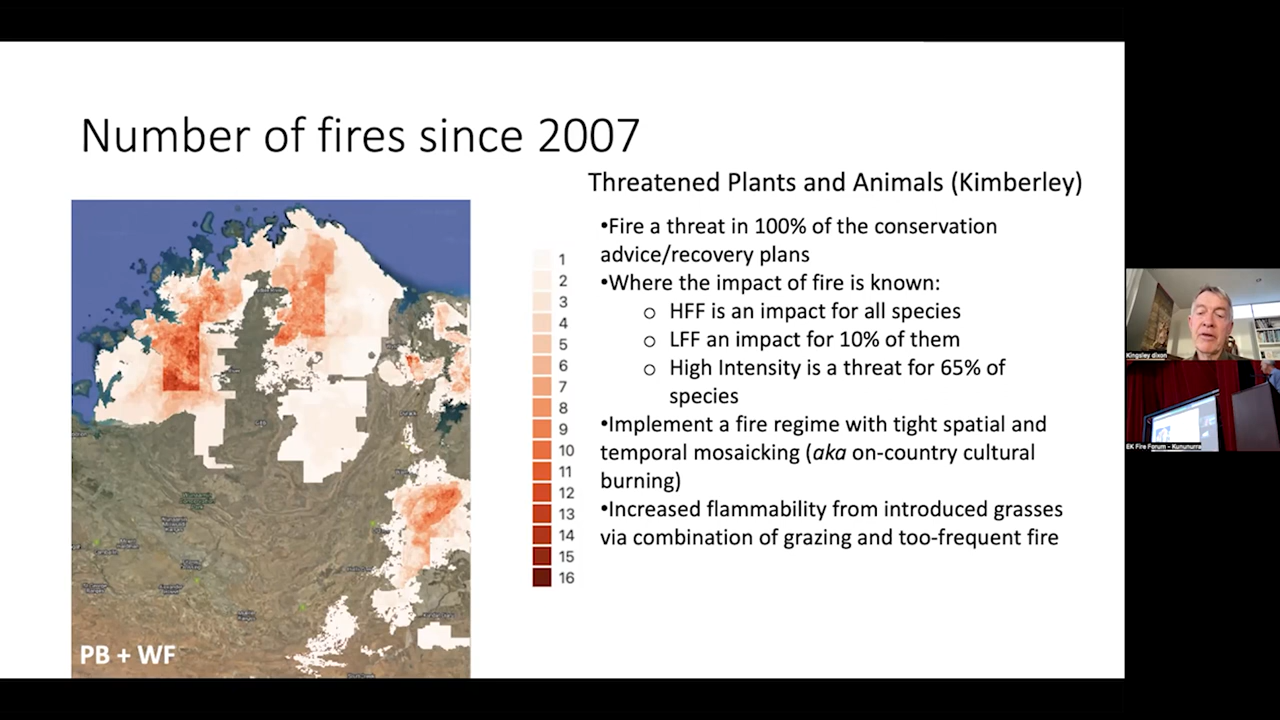 Number of fires since 2007
Threatened Plants and Animals (Kimberley)
•Fire a threat in 100% of the conservation
advice/recovery plans
•Where the impact of fire is known:
o HFF is an impact for all species
o LFF an impact for 10% of them
o High Intensity is a threat for 65% of
species
•Implement a fire regime with tight spatial and
temporal mosaicking (aka on-country cultural
burning)
•Increased flammability from introduced grasses
via combination of grazing and too-frequent fire
1
2
3
4
5
6
7
8
9
10
11
12
13
14
15
16
PB + WF
Kingsley dixon
EK Fire Forum - Kununurra